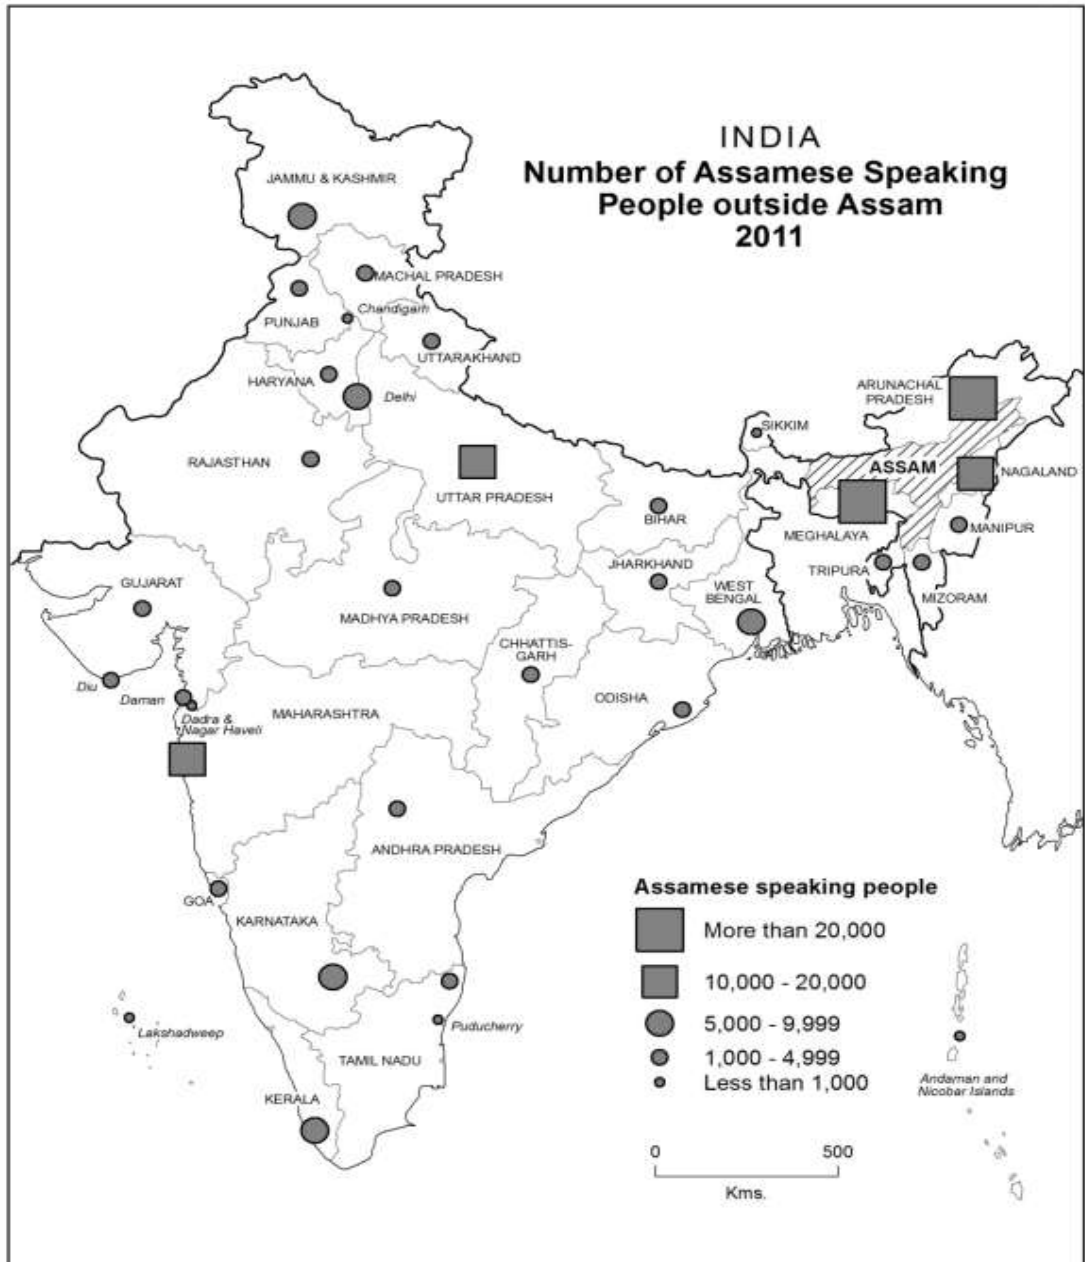 INDIA
Number of Assamese Speaking
People outside Assam
2011
JAMMU & KASHMIR
MACHAL PRADESH
Chandigarh
PUNJAB
UTTARAKHAND
HARYANA
Delhi
ARUNACHAL
PRADESH
SIKKIM
RAJASTHAN
ASSAM
NAGALAND
UTTAR PRADESH
BIHAR
MEGHALAYA
MANIPUR
JHARKHAND
TRIPURA
GUJARAT
WEST
BENGAL
MIZORAM
MADHYA PRADESH
CHHATTIS-
GARH
Diu
Daman
ODISHA
Dadra &
Nagar Haveli
MAHARASHTRA
ANDHRA PRADESH
GOA
KARNATAKA
Assamese speaking people
More than 20,000
10,000 - 20,000
5,000 - 9,999
1,000 - 4,999
Less than 1,000
Lakshadweep
Puducherry
TAMIL NADU
KERALA
Andaman and
Nicobar Islands
0 500
Kms.